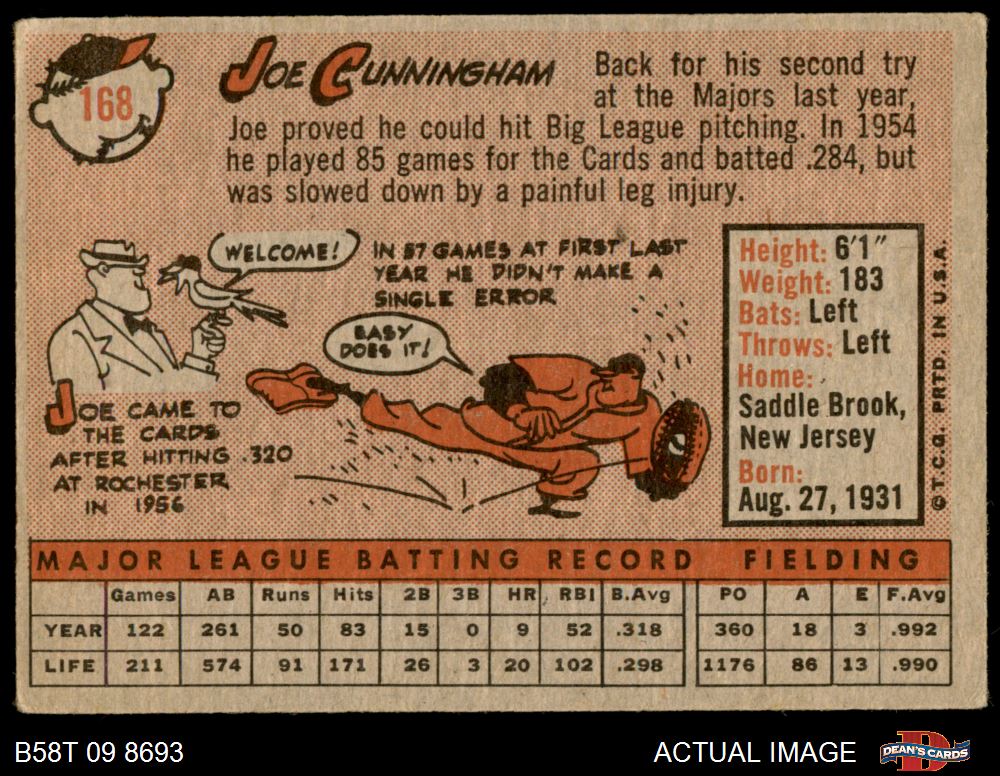 168
JOE CUNNINGHAM
Back for his second try
at the Majors last year,
Joe proved he could hit Big League pitching. In 1954
he played 85 games for the Cards and batted .284, but
was slowed down by a painful leg injury.
WELCOME!
JOE CAME TO
THE CARDS
AFTER HITTING .320
AT ROCHESTER
IN 1956
IN 57 GAMES AT FIRST LAST
YEAR HE DIDN'T MAKE A
SINGLE ERROR
EASY
DOES IT!
Height: 6'1"
Weight: 183
Bats: Left
Throws: Left
Home:
Saddle Brook,
New Jersey
Born:
Aug. 27, 1931
© T.C.G. PRTD. IN U.S.A.
MAJOR LEAGUE BATTING RECORD FIELDING
Games AB Runs Hits 2B 3B HR RBI B.Avg PO A E F.Avg
YEAR 122 261 50 83 15 0 9 52 .318 360 18 3 .992
LIFE 211 574 91 171 26 3 20 102 .298 1176 86 13 .990
B58T 09 8693
ACTUAL IMAGE
DEAN'S CARDS